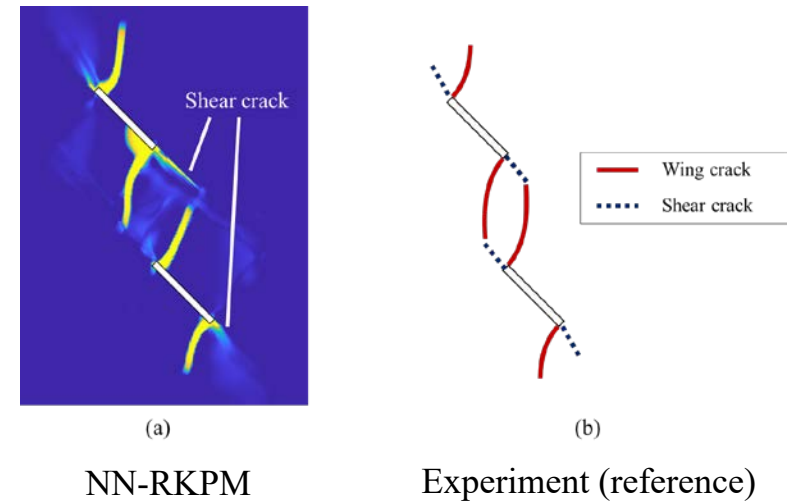 Shear crack
Wing crack
Shear crack
(a)
(b)
NN-RKPM
Experiment (reference)